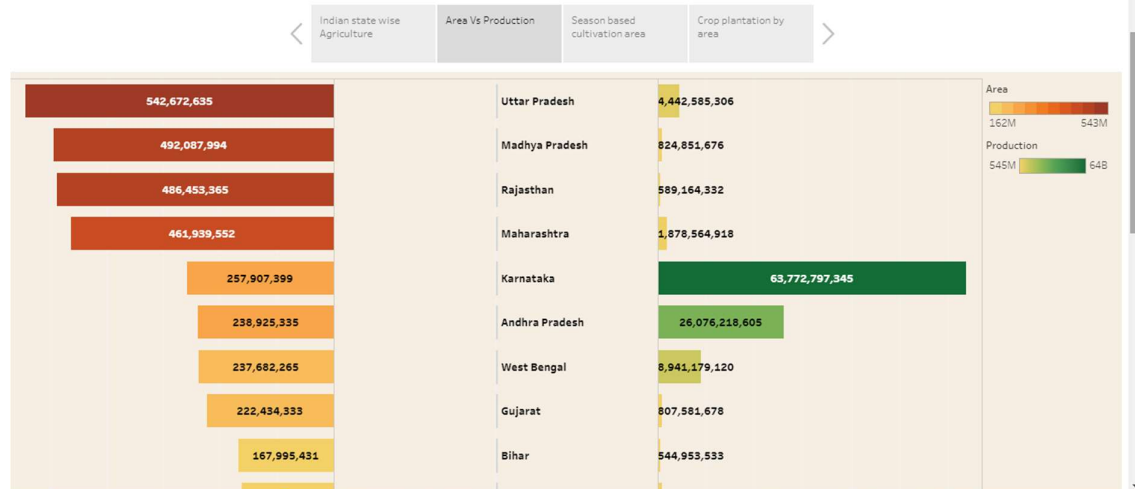 Indian state wise
Agriculture
Area Vs Production
Season based
cultivation area
Crop plantation by
area
542,672,635 Uttar Pradesh 4,442,585,306
492,087,994 Madhya Pradesh 824,851,676
486,453,365 Rajasthan 589,164,332
461,939,552 Maharashtra 1,878,564,918
257,907,399 Karnataka 63,772,797,345
238,925,335 Andhra Pradesh 26,076,218,605
237,682,265 West Bengal 8,941,179,120
222,434,333 Gujarat 807,581,678
167,995,431 Bihar 544,953,533
Area
162M 543M
Production
545M 64B